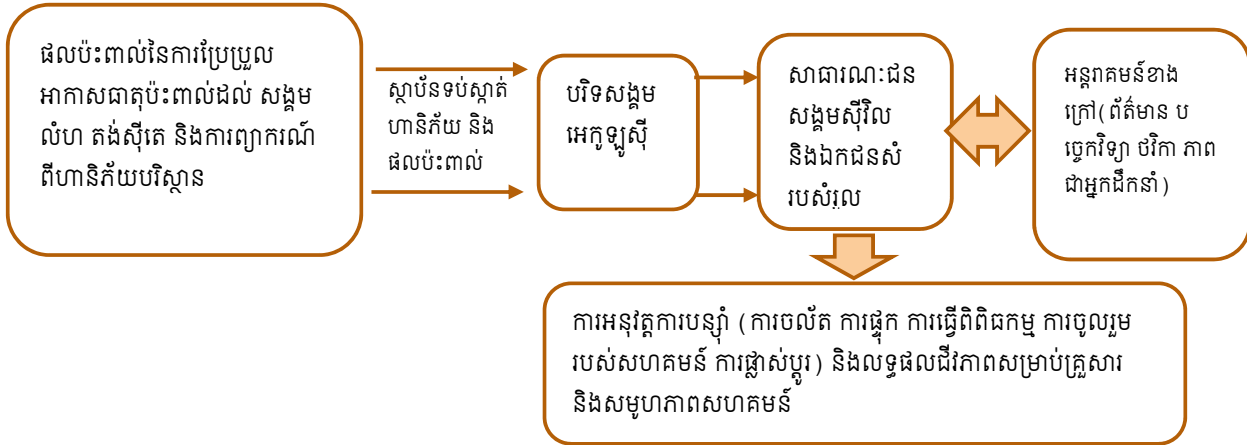 ផលប៉ះពាល់នៃការប្រែប្រួល
អាកាសធាតុប៉ះពាល់ដល់ សង្គម
លំហ តង់ស៊ីតេ និងការព្យាករណ៍
ពីហានិភ័យបរិស្ថាន
ស្ថាប័នទប់ស្កាត់
ហានិភ័យ និង
ផលប៉ះពាល់
បរិទសង្គម
អេកូឡូស៊ី
សាធារណៈជន
សង្គមស៊ីវិល
និងឯកជនសំ
របសំរួល
អន្តរាគមន៍ខាង
ក្រៅ(ព័ត៌មាន ប
ច្ចេកវិទ្យា ថវិកា ភាព
ជាអ្នកដឹកនាំ)
ការអនុវត្តការបន្សាំ (ការចល័ត ការផ្ទុក ការធ្វើពិពិធកម្ម ការចូលរួម
របស់សហគមន៍ ការផ្លាស់ប្តូរ) និងលទ្ធផលជីវភាពសម្រាប់គ្រួសារ
និងសមូហភាពសហគមន៍